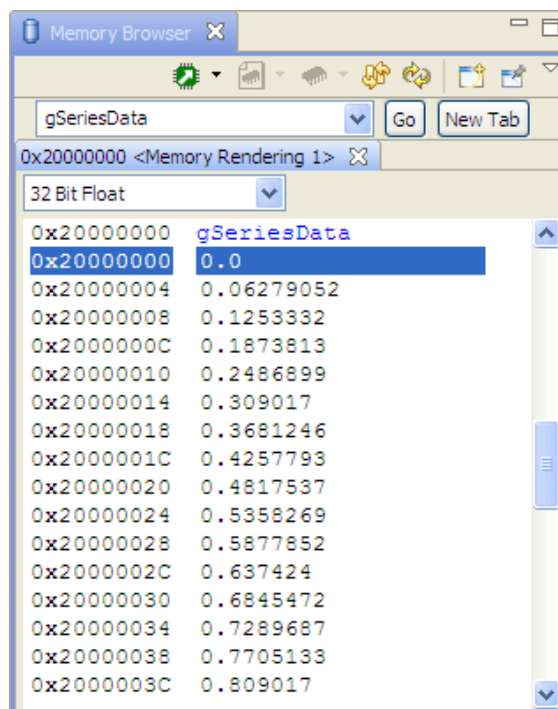 Memory Browser
gSeriesData Go New Tab
0x20000000 <Memory Rendering 1>
32 Bit Float
0x20000000 gSeriesData
0x20000000 0.0
0x20000004 0.06279052
0x20000008 0.1253332
0x2000000C 0.1873813
0x20000010 0.2486899
0x20000014 0.309017
0x20000018 0.3681246
0x2000001C 0.4257793
0x20000020 0.4817537
0x20000024 0.5358269
0x20000028 0.5877852
0x2000002C 0.637424
0x20000030 0.6845472
0x20000034 0.7289687
0x20000038 0.7705133
0x2000003C 0.809017